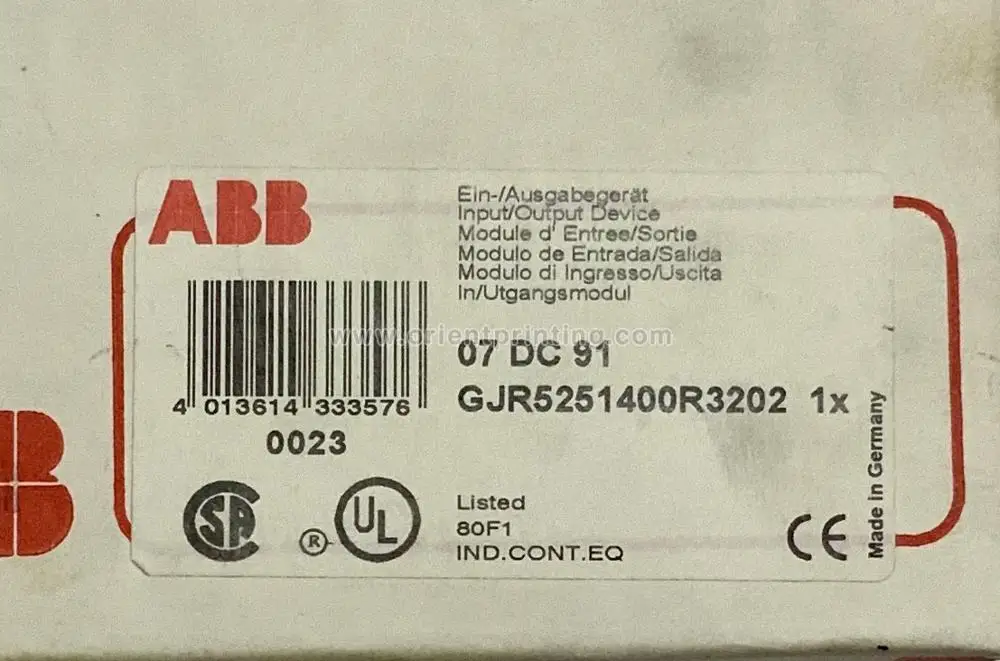 ABB
Ein-/Ausgabegerät
Input/Output Device
Module d' Entree/Sortie
Modulo de Entrada/Salida
Modulo di Ingresso/Uscita
In/Utgangsmodul
www.orientprinting.com
07 DC 91
GJR5251400R3202 1x
4 013614 333576
0023
SA
® UL
Listed
80F1
IND.CONT.EQ
CE
Made in Germany
B